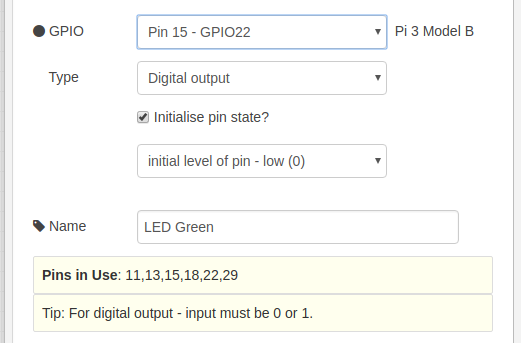 GPIO Pin 15 - GPIO22 Pi 3 Model B
Type Digital output
Initialise pin state?
initial level of pin - low (0)
Name LED Green
Pins in Use: 11,13,15,18,22,29
Tip: For digital output - input must be 0 or 1.